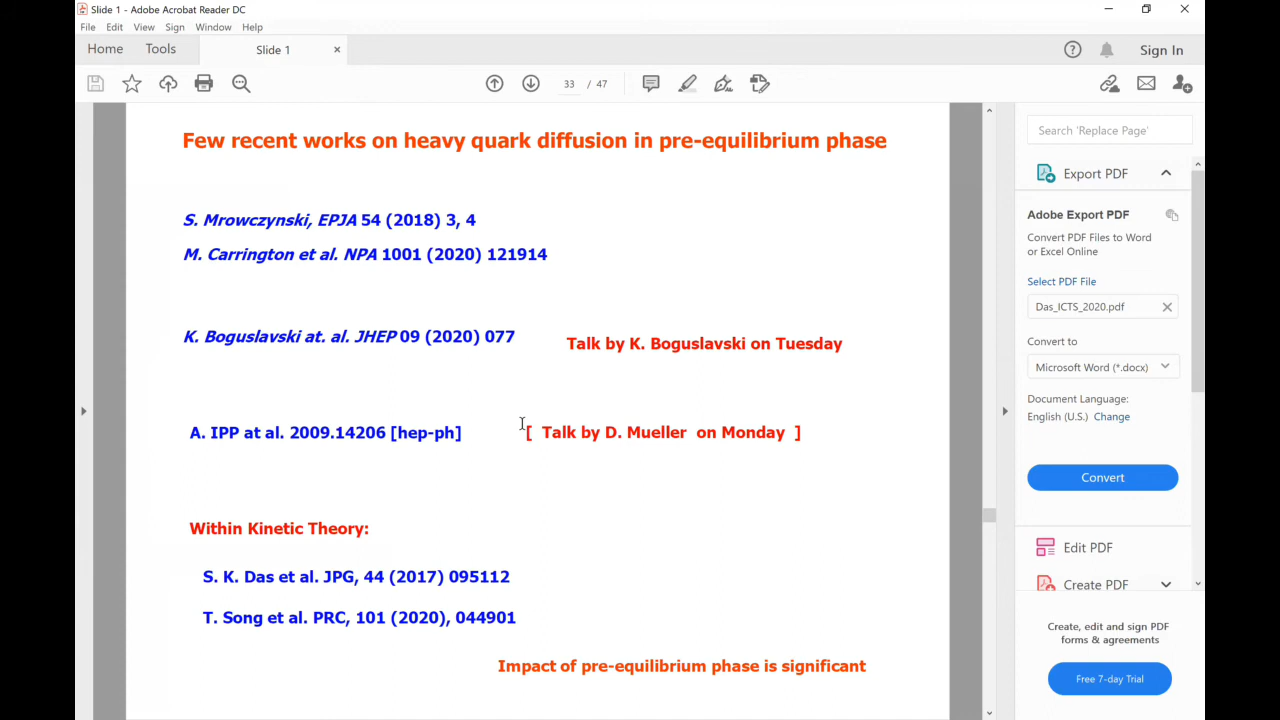 Slide 1 - Adobe Acrobat Reader DC
File Edit View Sign Window Help
Home Tools Slide 1 × Sign In
33 / 47
Few recent works on heavy quark diffusion in pre-equilibrium phase
S. Mrowczynski, EPJA 54 (2018) 3, 4
M. Carrington et al. NPA 1001 (2020) 121914
K. Boguslavski at. al. JHEP 09 (2020) 077
Talk by K. Boguslavski on Tuesday
A. IPP at al. 2009.14206 [hep-ph] [ Talk by D. Mueller on Monday ]
Within Kinetic Theory:
S. K. Das et al. JPG, 44 (2017) 095112
T. Song et al. PRC, 101 (2020), 044901
Impact of pre-equilibrium phase is significant
Search 'Replace Page'
Export PDF
Adobe Export PDF
Convert PDF Files to Word
or Excel Online
Select PDF File
Das_ICTS_2020.pdf
Convert to
Microsoft Word (*.docx)
Document Language:
English (U.S.) Change
Convert
Edit PDF
Create PDF
Create, edit and sign PDF
forms & agreements
Free 7-day Trial